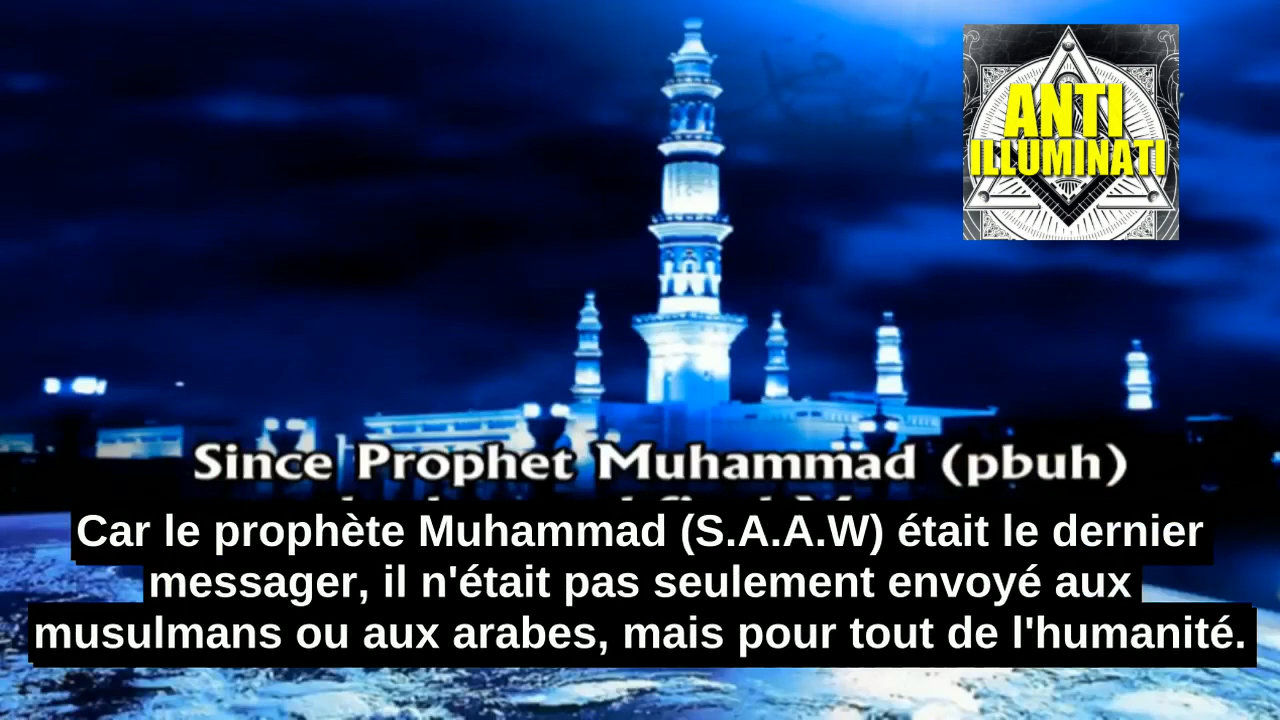 ANTI
ILLUMINATI
Since Prophet Muhammad (pbuh)
Car le prophète Muhammad (S.A.A.W) était le dernier
messager, il n'était pas seulement envoyé aux
musulmans ou aux arabes, mais pour tout de l'humanité.